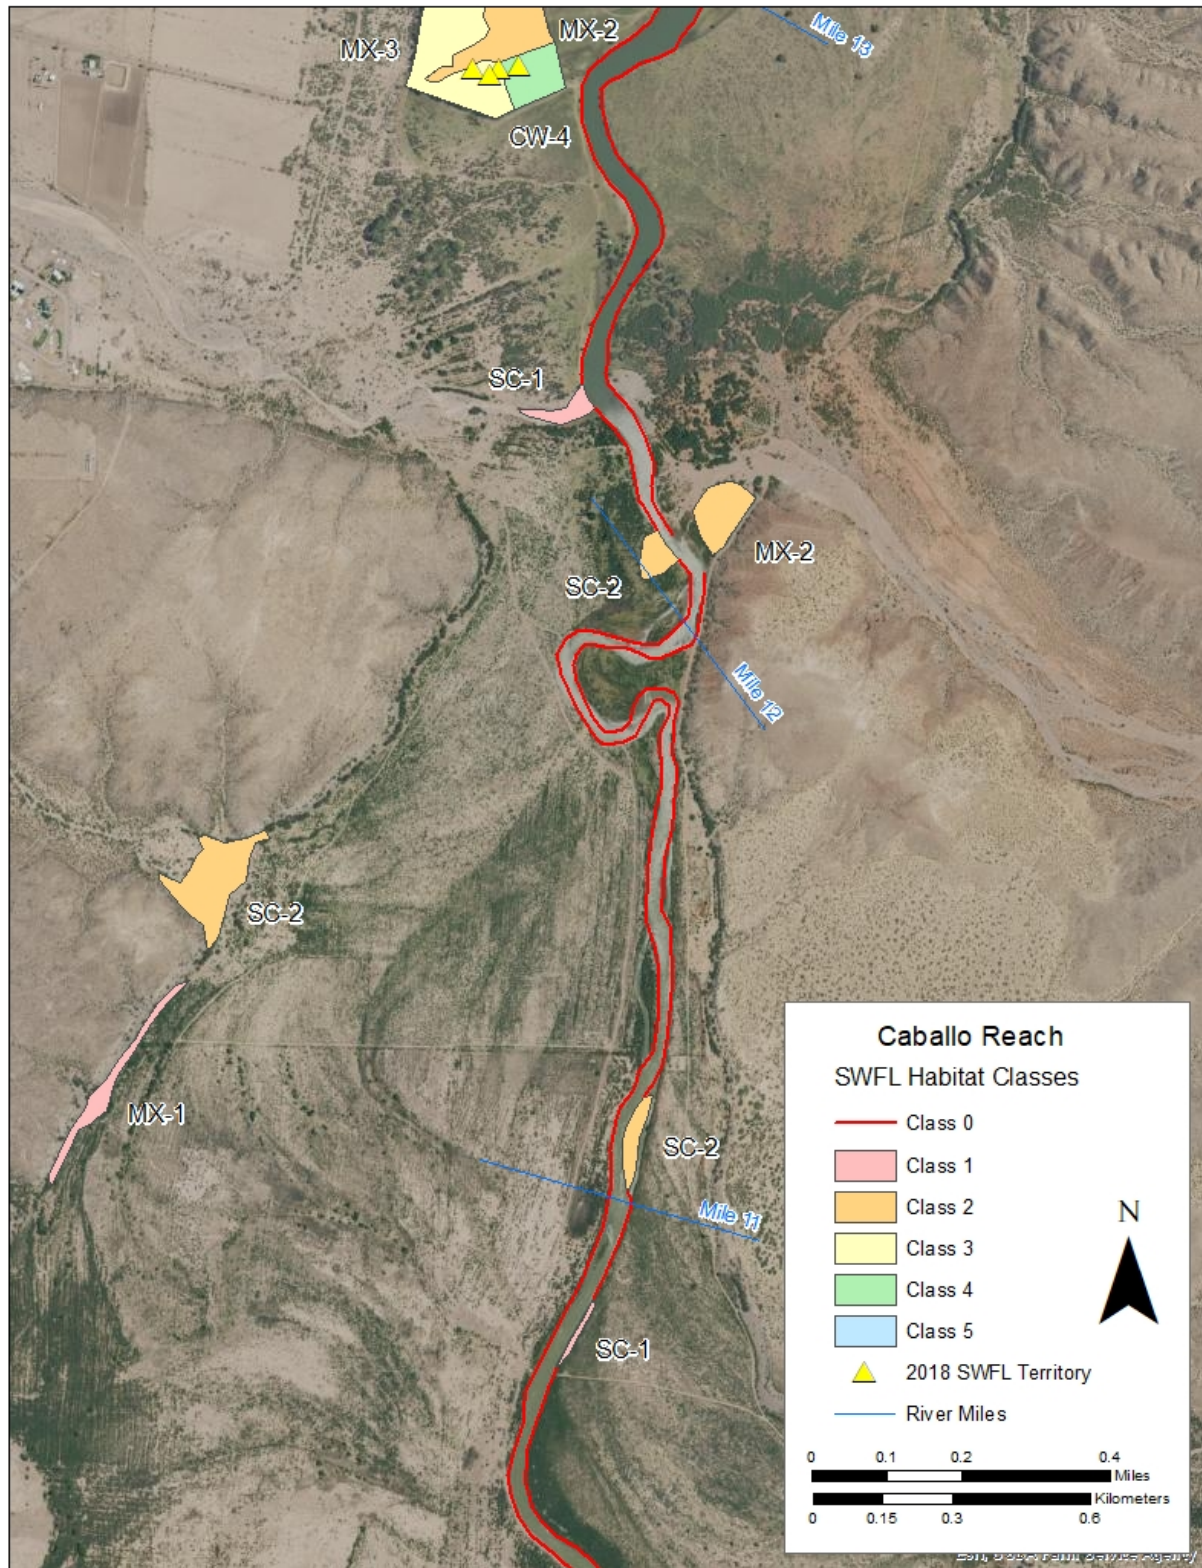 MX-3
MX-2
Mile 13
CW-4
SC-1
MX-2
SC-2
Mile 12
SC-2
MX-1
SC-2
Mile 11
SC-1
Caballo Reach
SWFL Habitat Classes
Class 0
Class 1
Class 2
Class 3
Class 4
Class 5
2018 SWFL Territory
River Miles
N
0 0.1 0.2 0.4
Miles
Kilometers
0 0.15 0.3 0.6